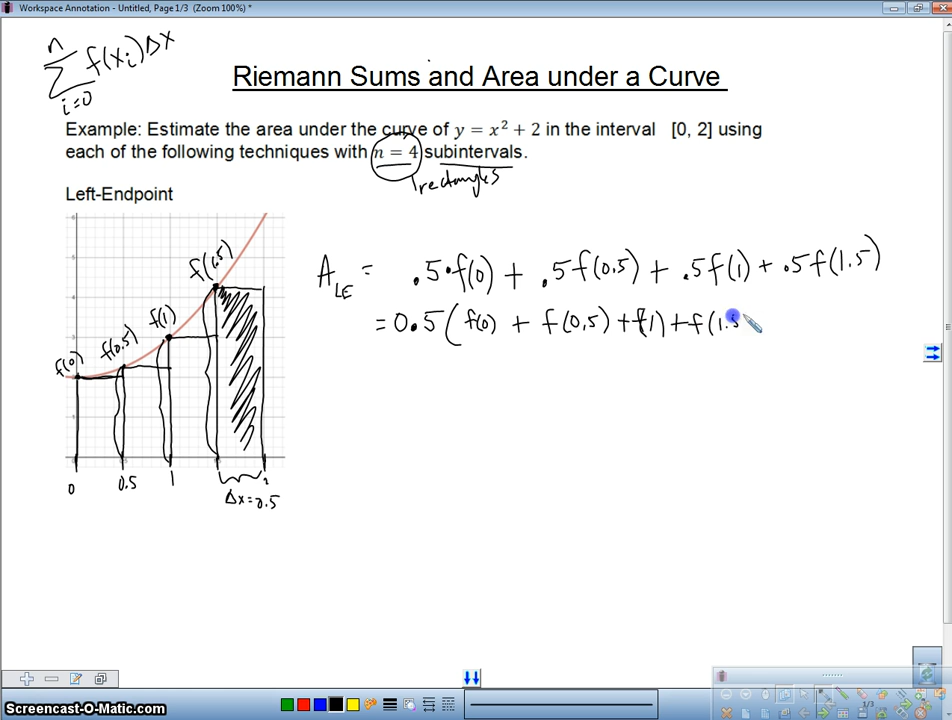 Workspace Annotation - Untitled, Page 1/3 (Zoom 100%) *
n
∑ f(xi) Δx
i=0
Riemann Sums and Area under a Curve
Example: Estimate the area under the curve of y = x² + 2 in the interval [0, 2] using
each of the following techniques with n = 4 subintervals.
rectangles
Left-Endpoint
f(0) f(0.5) f(1) f(1.5)
0 0.5 1
Δx=0.5
A_LE = .5·f(0) + .5f(0.5) + .5f(1) + .5f(1.5)
= 0.5(f(0) + f(0.5) + f(1) + f(1.5
1/3
Screencast-O-Matic.com